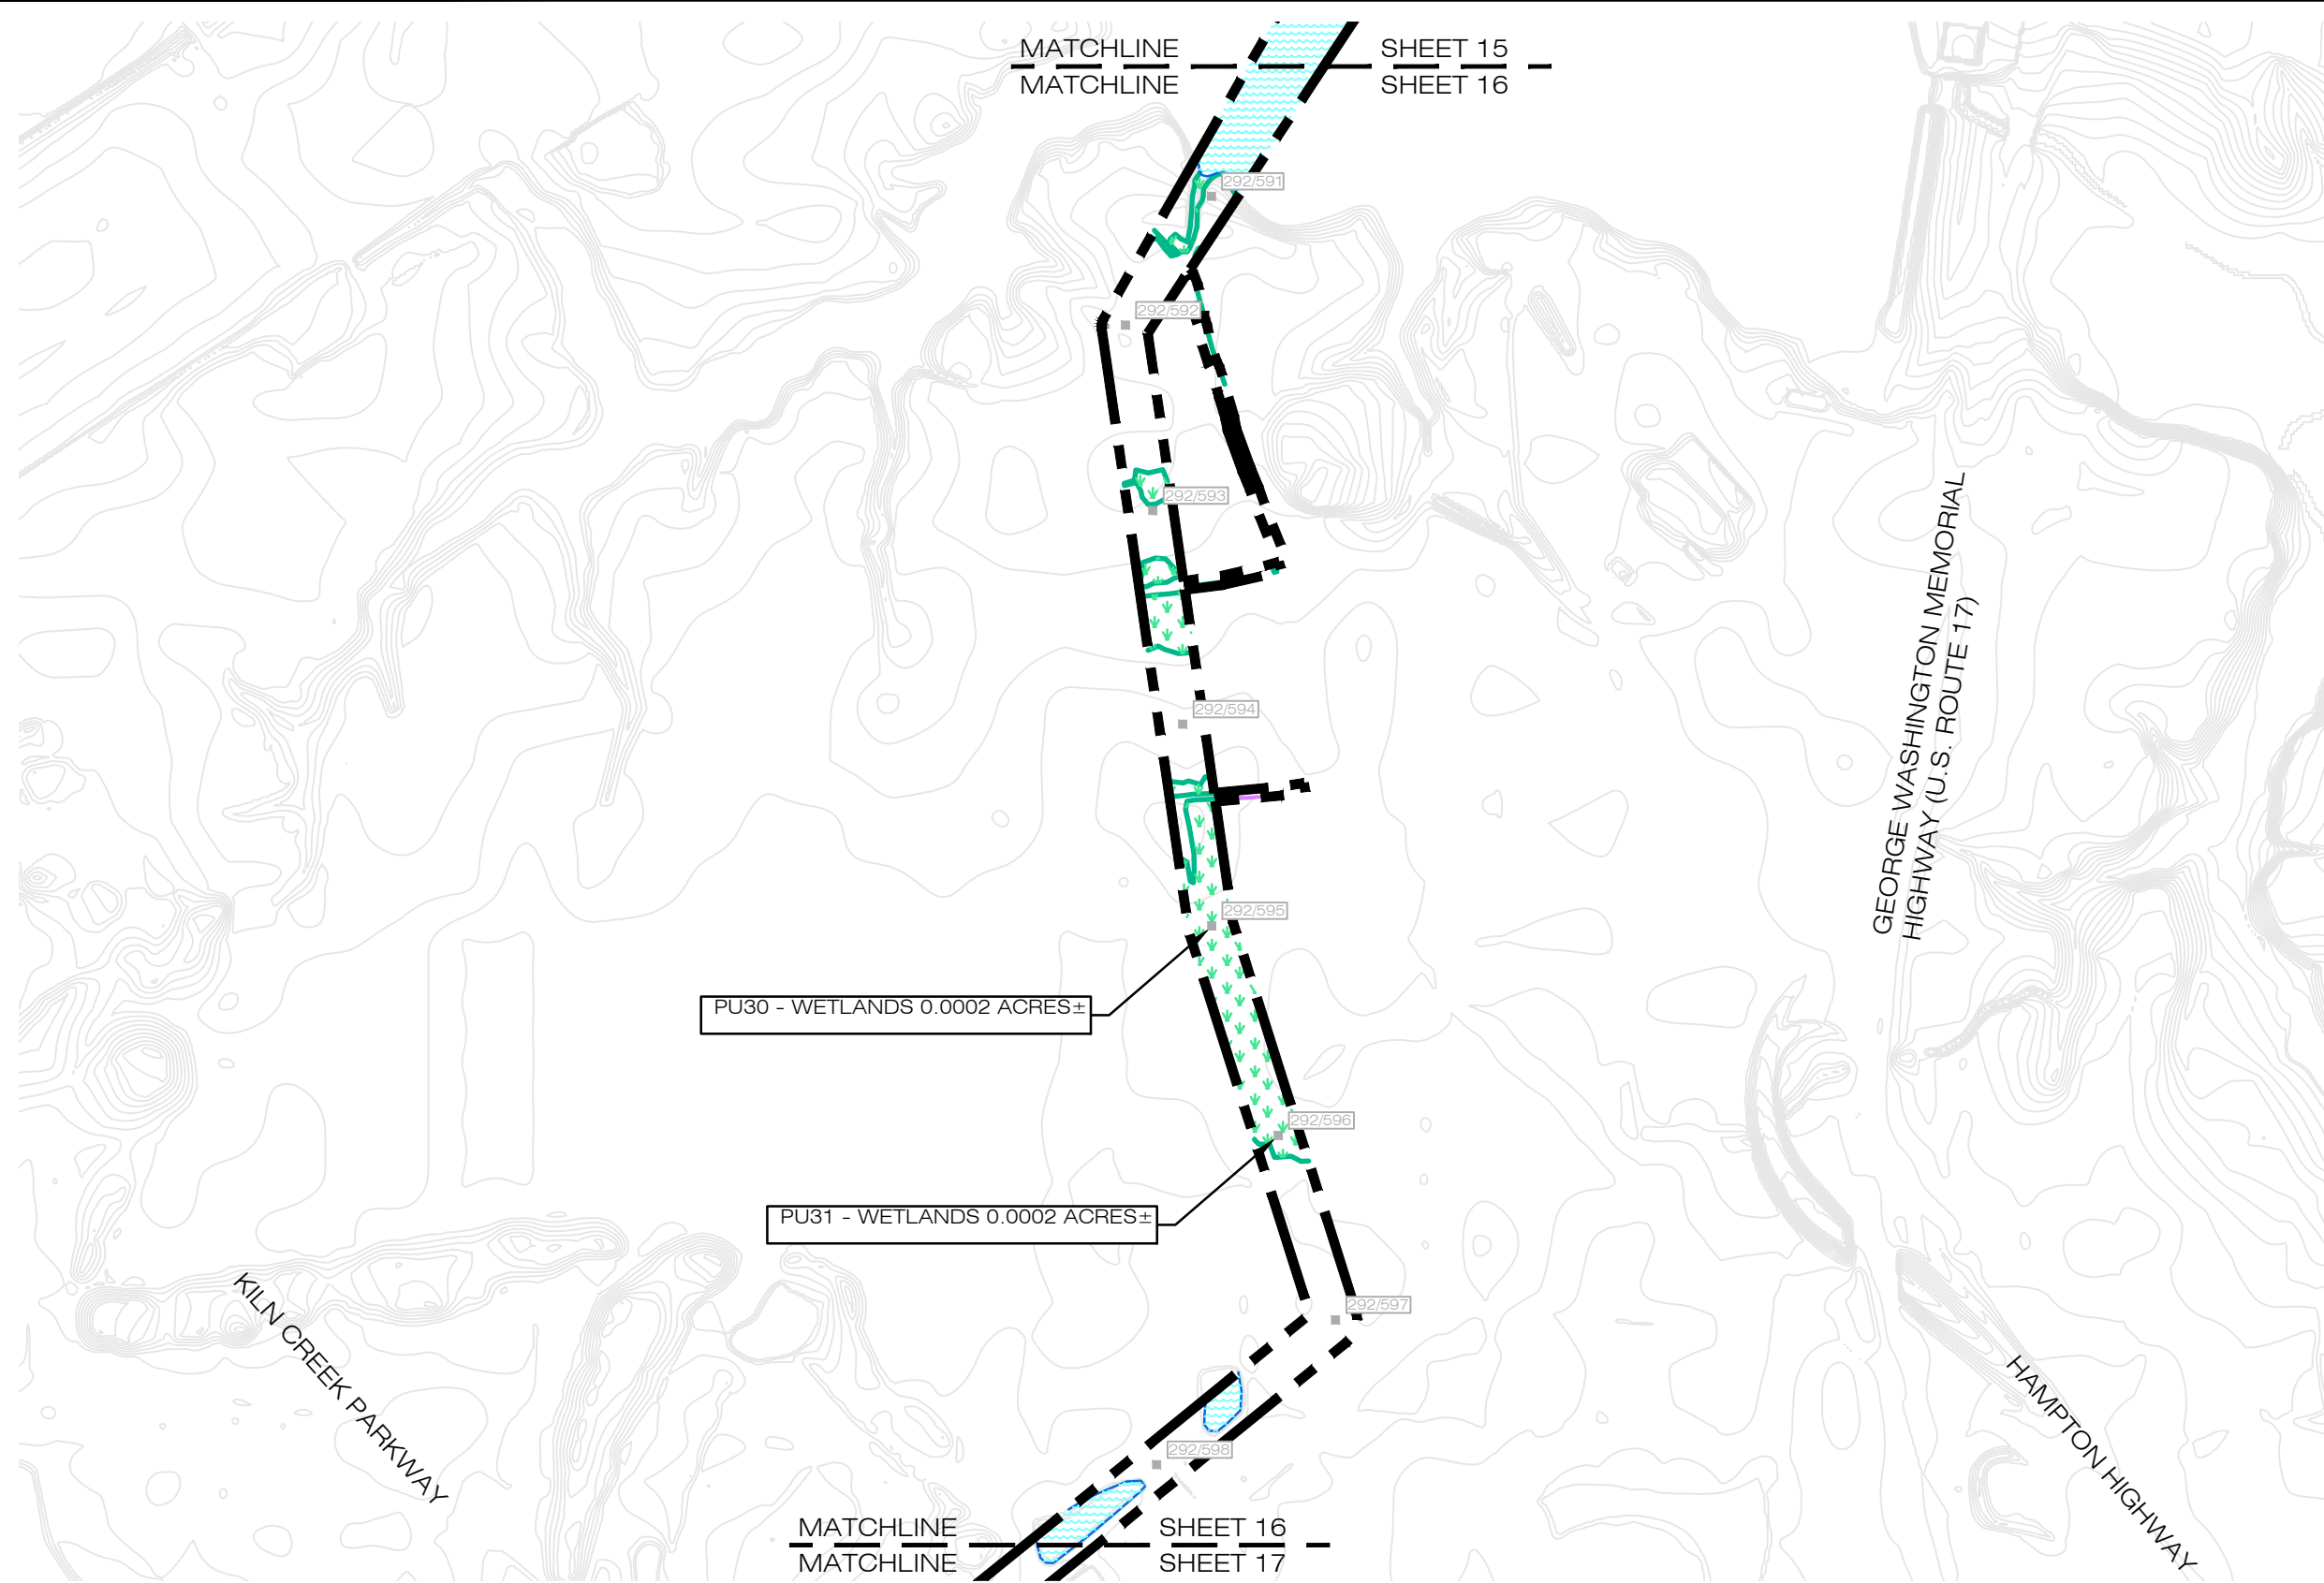 MATCHLINE SHEET 15
MATCHLINE SHEET 16
292/591
292/592
292/593
GEORGE WASHINGTON MEMORIAL
HIGHWAY (U.S. ROUTE 17)
292/594
292/595
PU30 - WETLANDS 0.0002 ACRES±
292/596
PU31 - WETLANDS 0.0002 ACRES±
292/597
KILN CREEK PARKWAY
HAMPTON HIGHWAY
292/598
MATCHLINE SHEET 16
MATCHLINE SHEET 17